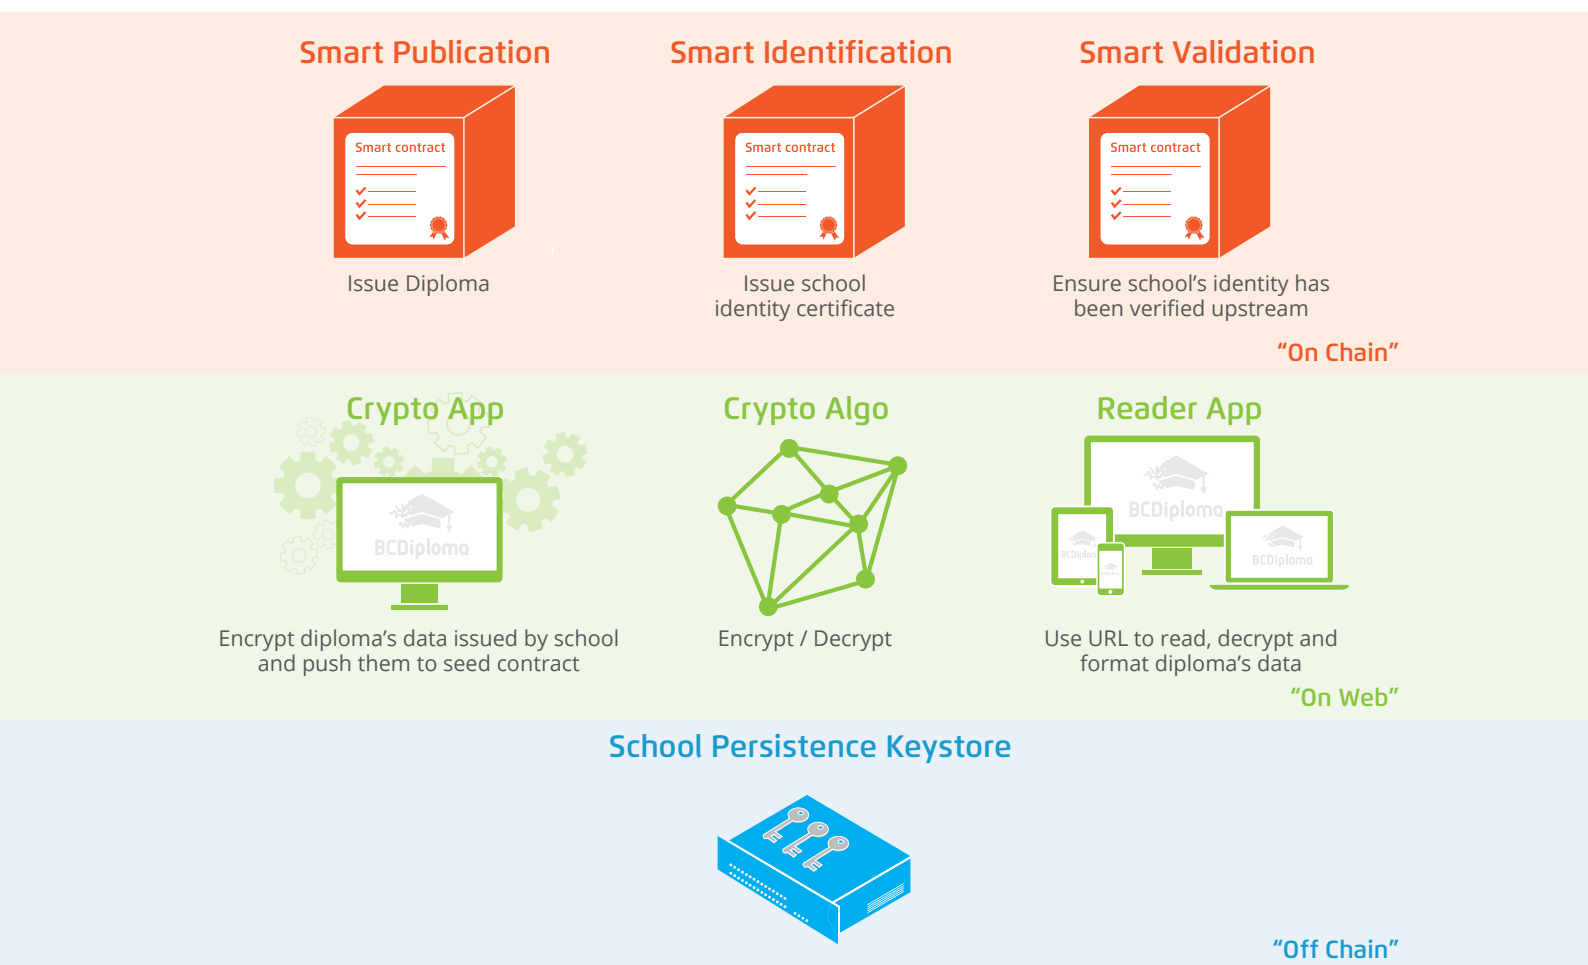 Smart Publication
Smart Identification
Smart Validation
Smart contract
Smart contract
Smart contract
Issue Diploma
Issue school
identity certificate
Ensure school’s identity has
been verified upstream
“On Chain”
Crypto App
Crypto Algo
Reader App
BCDiploma
BCDiploma
BCDiplom
BCDiploma
Encrypt diploma’s data issued by school
and push them to seed contract
Encrypt / Decrypt
Use URL to read, decrypt and
format diploma’s data
“On Web”
School Persistence Keystore
“Off Chain”